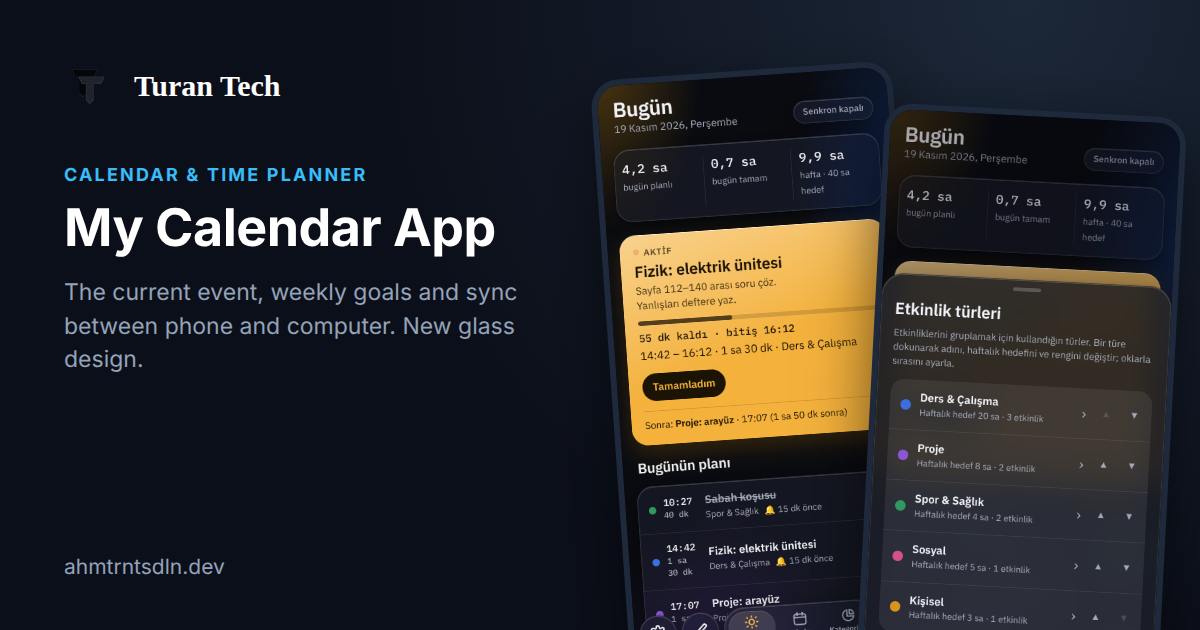 Turan Tech
CALENDAR & TIME PLANNER
My Calendar App
The current event, weekly goals and sync
between phone and computer. New glass
design.
ahmtrntsdln.dev
Bugün
19 Kasım 2026, Perşembe
Senkron kapalı
4,2 sa
bugün planlı
0,7 sa
bugün tamam
9,9 sa
hafta · 40 sa
hedef
AKTİF
Fizik: elektrik ünitesi
Sayfa 112–140 arası soru çöz.
Yanlışları deftere yaz.
55 dk kaldı · bitiş 16:12
14:42 – 16:12 · 1 sa 30 dk · Ders & Çalışma
Tamamladım
Sonra: Proje: arayüz · 17:07 (1 sa 50 dk sonra)
Bugünün planı
10:27
40 dk
Sabah koşusu
Spor & Sağlık 🔔 15 dk önce
14:42
1 sa
30 dk
Fizik: elektrik ünitesi
Ders & Çalışma 🔔 15 dk önce
17:07
Proje: arayüz
Bugün
19 Kasım 2026, Perşembe
Senkron kapalı
4,2 sa
bugün planlı
0,7 sa
bugün tamam
9,9 sa
hafta · 40 sa
hedef
Etkinlik türleri
Etkinliklerini gruplamak için kullandığın türler. Bir türe
dokunarak adını, haftalık hedefini ve rengini değiştir; oklarla
sırasını ayarla.
Ders & Çalışma
Haftalık hedef 20 sa · 3 etkinlik
Proje
Haftalık hedef 8 sa · 2 etkinlik
Spor & Sağlık
Haftalık hedef 4 sa · 2 etkinlik
Sosyal
Haftalık hedef 5 sa · 1 etkinlik
Kişisel
Haftalık hedef 3 sa · 1 etkinlik